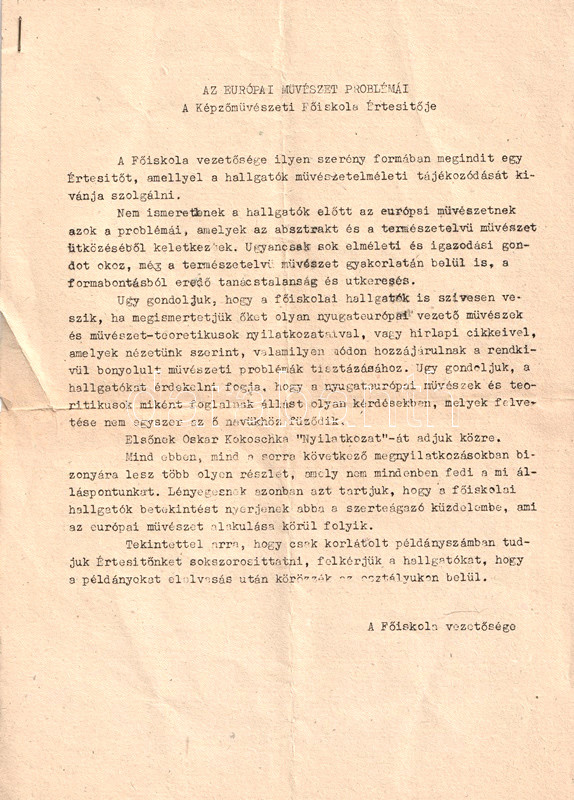 AZ EURÓPAI MŰVÉSZET PROBLÉMÁI
A Képzőművészeti Főiskola Értesitője
A Főiskola vezetősége ilyen szerény formában megindit egy
Értesitőt, amellyel a hallgatók művészetelméleti tájékozódását ki-
vánja szolgálni.
Nem ismeretlenek a hallgatók előtt az európai művészetnek
azok a problémái, amelyek az absztrakt és a természetelvű művészet
ütközéséből keletkeztek. Ugyancsak sok elméleti és igazodási gon-
dot okoz, még a természetelvű művészet gyakorlatán belül is, a
formabontásból eredő tanácstalanság és utkeresés.
Ugy gondoljuk, hogy a főiskolai hallgatók is szivesen ve-
szik, ha megismertetjük őket olyan nyugateurópai vezető művészek
és művészet-teoretikusok nyilatkozataival, vagy hirlapi cikkeivel,
amelyek nézetünk szerint, valamilyen módon hozzájárulnak a rendki-
vül bonyolult művészeti problémák tisztázásához. Ugy gondoljuk, a
hallgatókat érdekelni fogja, hogy a nyugateurópai művészek és teo-
ritikusok miként foglalnak állást olyan kérdésekben, melyek felve-
tése nem egyszer az ő nevükhöz fűződik.
Elsőnek Oskar Kokoschka "Nyilatkozat"-át adjuk közre.
Mind ebben, mind a sorra következő megnyilatkozásokban bi-
zonyára lesz több olyan részlet, amely nem mindenben fedi a mi ál-
láspontunkat. Lényegesnek azonban azt tartjuk, hogy a főiskolai
hallgatók betekintést nyerjenek abba a szerteágazó küzdelembe, ami
az európai művészet alakulása körül folyik.
Tekintettel arra, hogy csak korlátolt példányszámban tud-
juk Értesitőnket sokszorosittatni, felkérjük a hallgatókat, hogy
a példányokat elolvasás után körözzék az osztályukon belül.
A Főiskola vezetősége